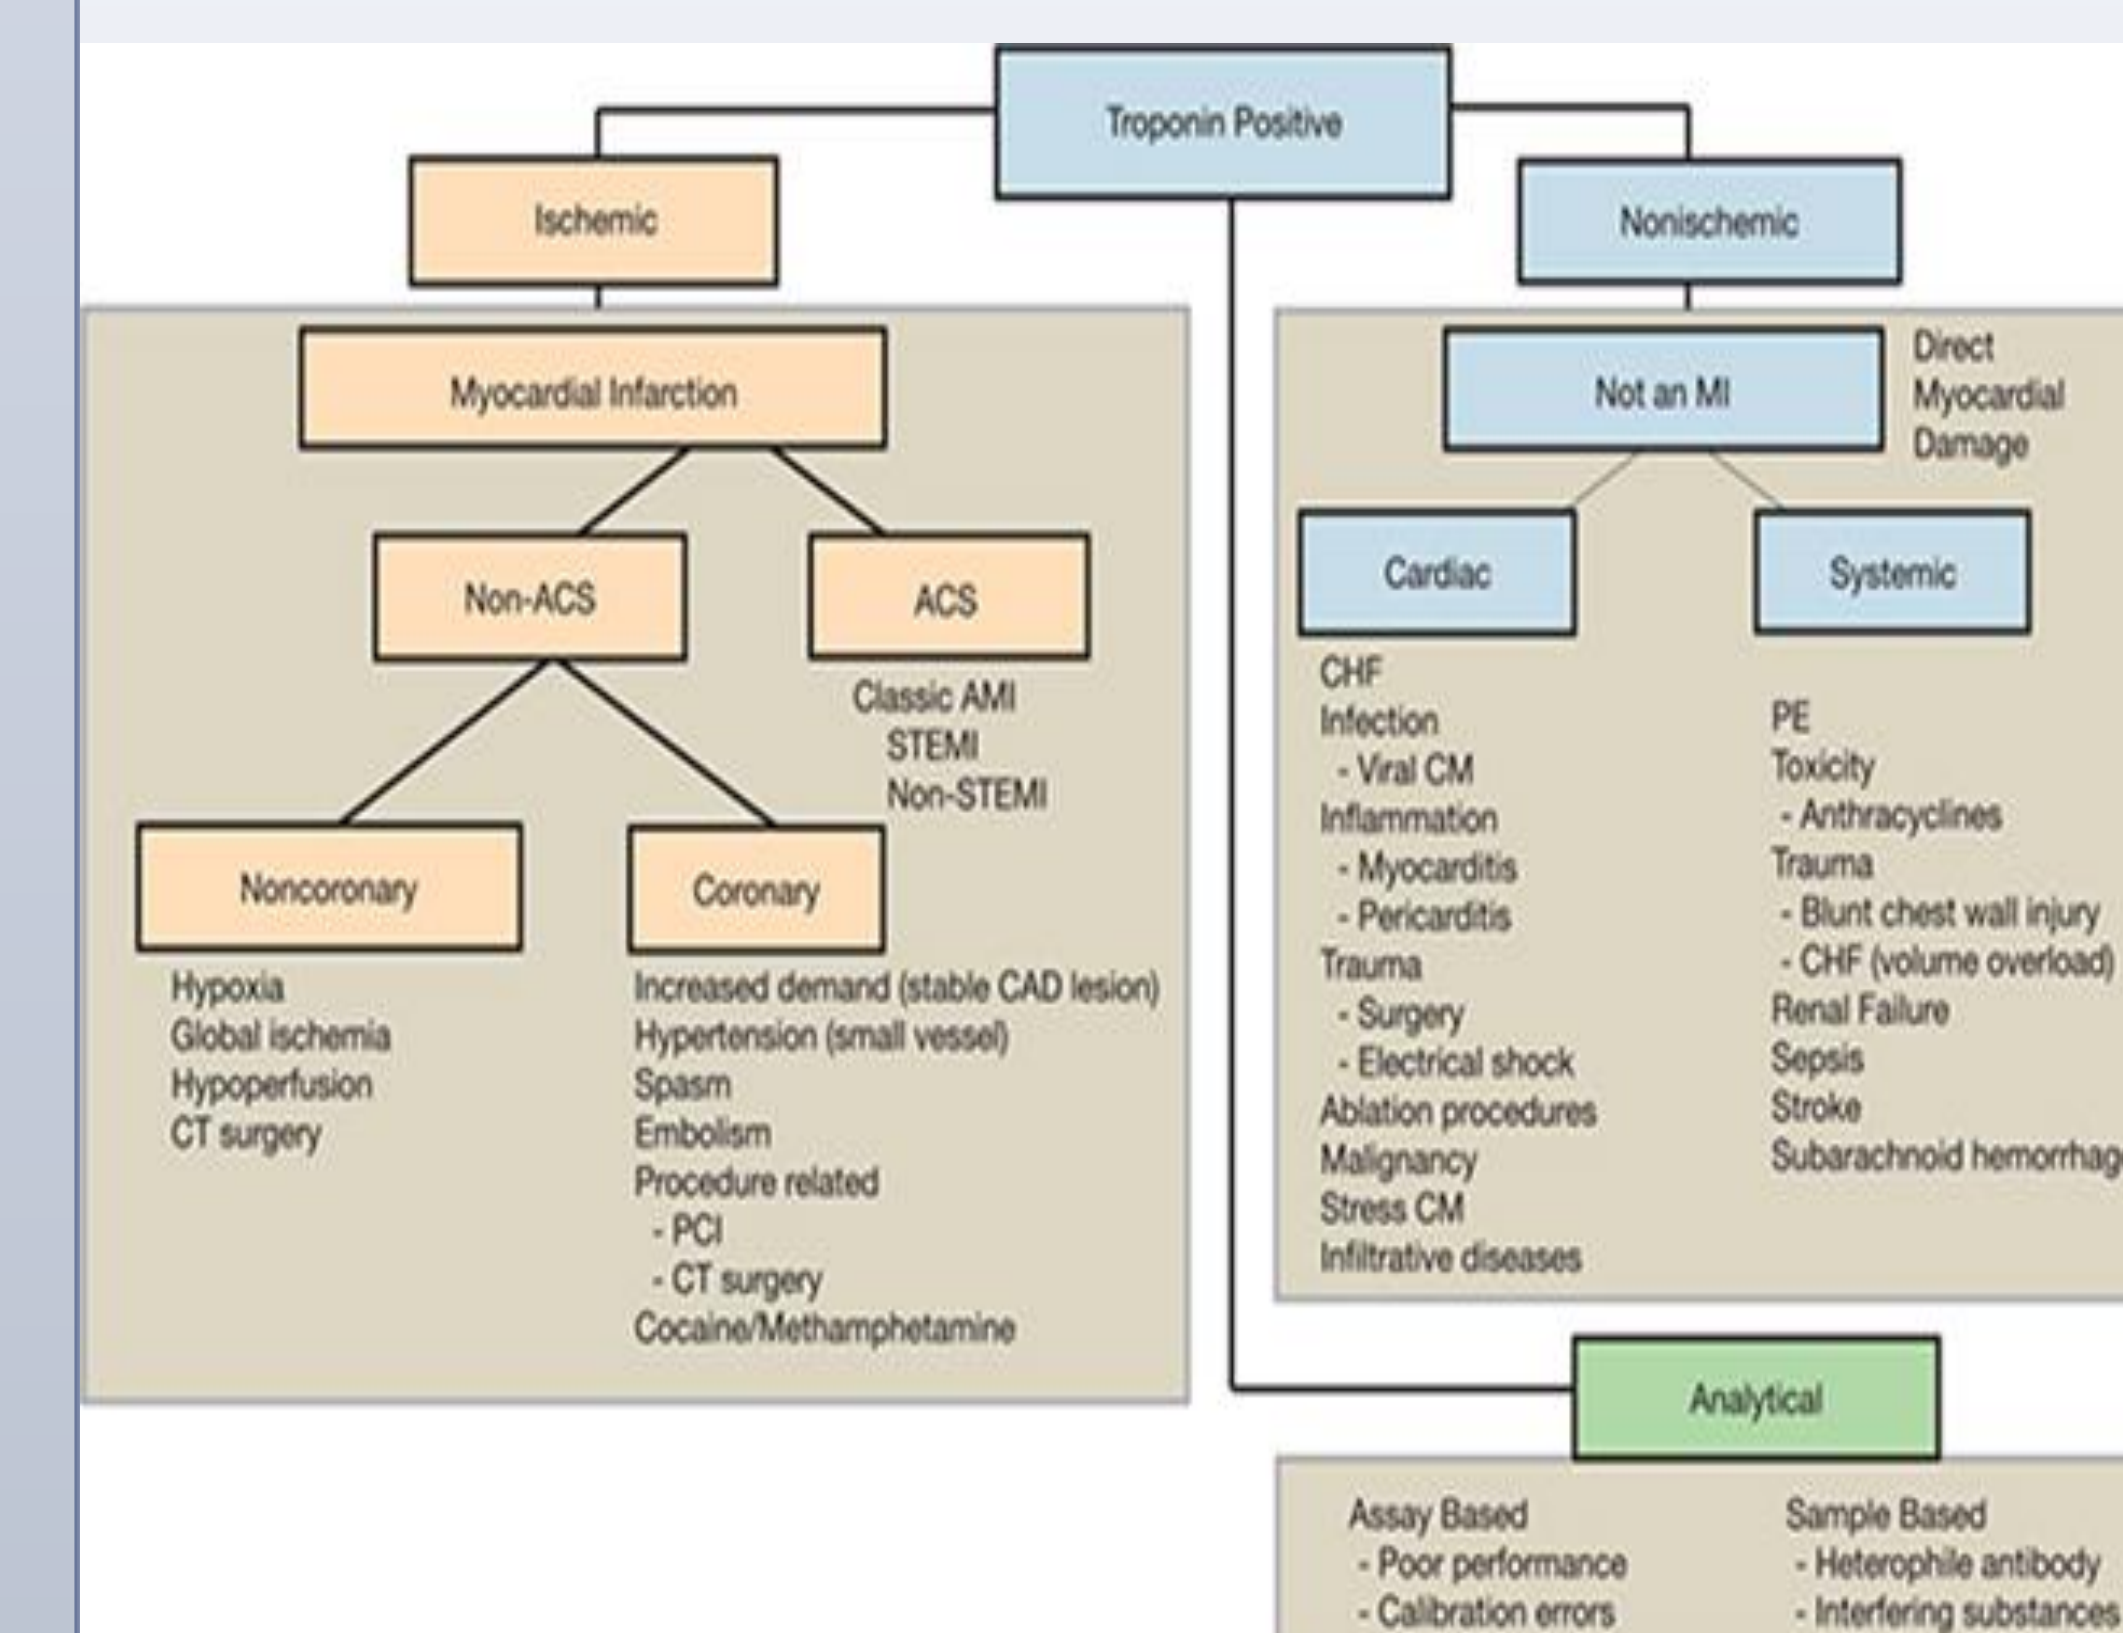 Troponin Positive
Ischemic
Nonischemic
Myocardial Infarction
Non-ACS
ACS
Classic AMI
STEMI
Non-STEMI
Noncoronary
Hypoxia
Global ischemia
Hypoperfusion
CT surgery
Coronary
Increased demand (stable CAD lesion)
Hypertension (small vessel)
Spasm
Embolism
Procedure related
- PCI
- CT surgery
Cocaine/Methamphetamine
Not an MI
Direct
Myocardial
Damage
Cardiac
CHF
Infection
- Viral CM
Inflammation
- Myocarditis
- Pericarditis
Trauma
- Surgery
- Electrical shock
Ablation procedures
Malignancy
Stress CM
Infiltrative diseases
Systemic
PE
Toxicity
- Anthracyclines
Trauma
- Blunt chest wall injury
- CHF (volume overload)
Renal Failure
Sepsis
Stroke
Subarachnoid hemorrhag
Analytical
Assay Based
- Poor performance
- Calibration errors
Sample Based
- Heterophile antibody
- Interfering substances